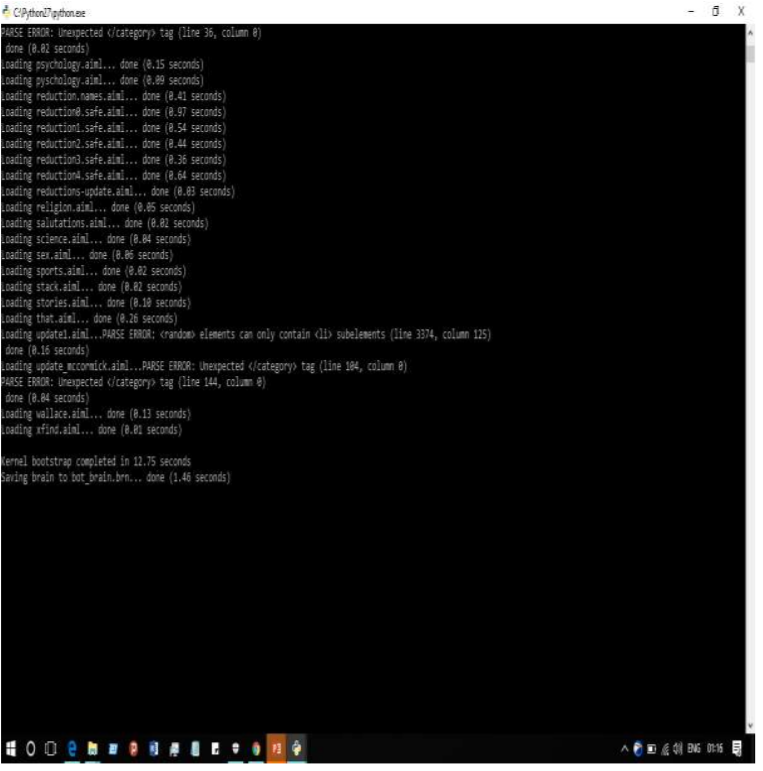 C:\Python27\python.exe
PARSE ERROR: Unexpected </category> tag (line 36, column 0)
done (0.02 seconds)
Loading psychology.aiml... done (0.15 seconds)
Loading pyschology.aiml... done (0.09 seconds)
Loading reduction.names.aiml... done (0.41 seconds)
Loading reduction0.safe.aiml... done (0.97 seconds)
Loading reduction1.safe.aiml... done (0.54 seconds)
Loading reduction2.safe.aiml... done (0.44 seconds)
Loading reduction3.safe.aiml... done (0.36 seconds)
Loading reduction4.safe.aiml... done (0.64 seconds)
Loading reductions-update.aiml... done (0.03 seconds)
Loading religion.aiml... done (0.05 seconds)
Loading salutations.aiml... done (0.02 seconds)
Loading science.aiml... done (0.04 seconds)
Loading sex.aiml... done (0.06 seconds)
Loading sports.aiml... done (0.02 seconds)
Loading stack.aiml... done (0.02 seconds)
Loading stories.aiml... done (0.10 seconds)
Loading that.aiml... done (0.26 seconds)
Loading update1.aiml...PARSE ERROR: <random> elements can only contain <li> subelements (line 3374, column 125)
done (0.16 seconds)
Loading update_mccormick.aiml...PARSE ERROR: Unexpected </category> tag (line 104, column 0)
PARSE ERROR: Unexpected </category> tag (line 144, column 0)
done (0.04 seconds)
Loading wallace.aiml... done (0.13 seconds)
Loading xfind.aiml... done (0.01 seconds)
Kernel bootstrap completed in 12.75 seconds
Saving brain to bot_brain.brn... done (1.46 seconds)
ENG 01:16